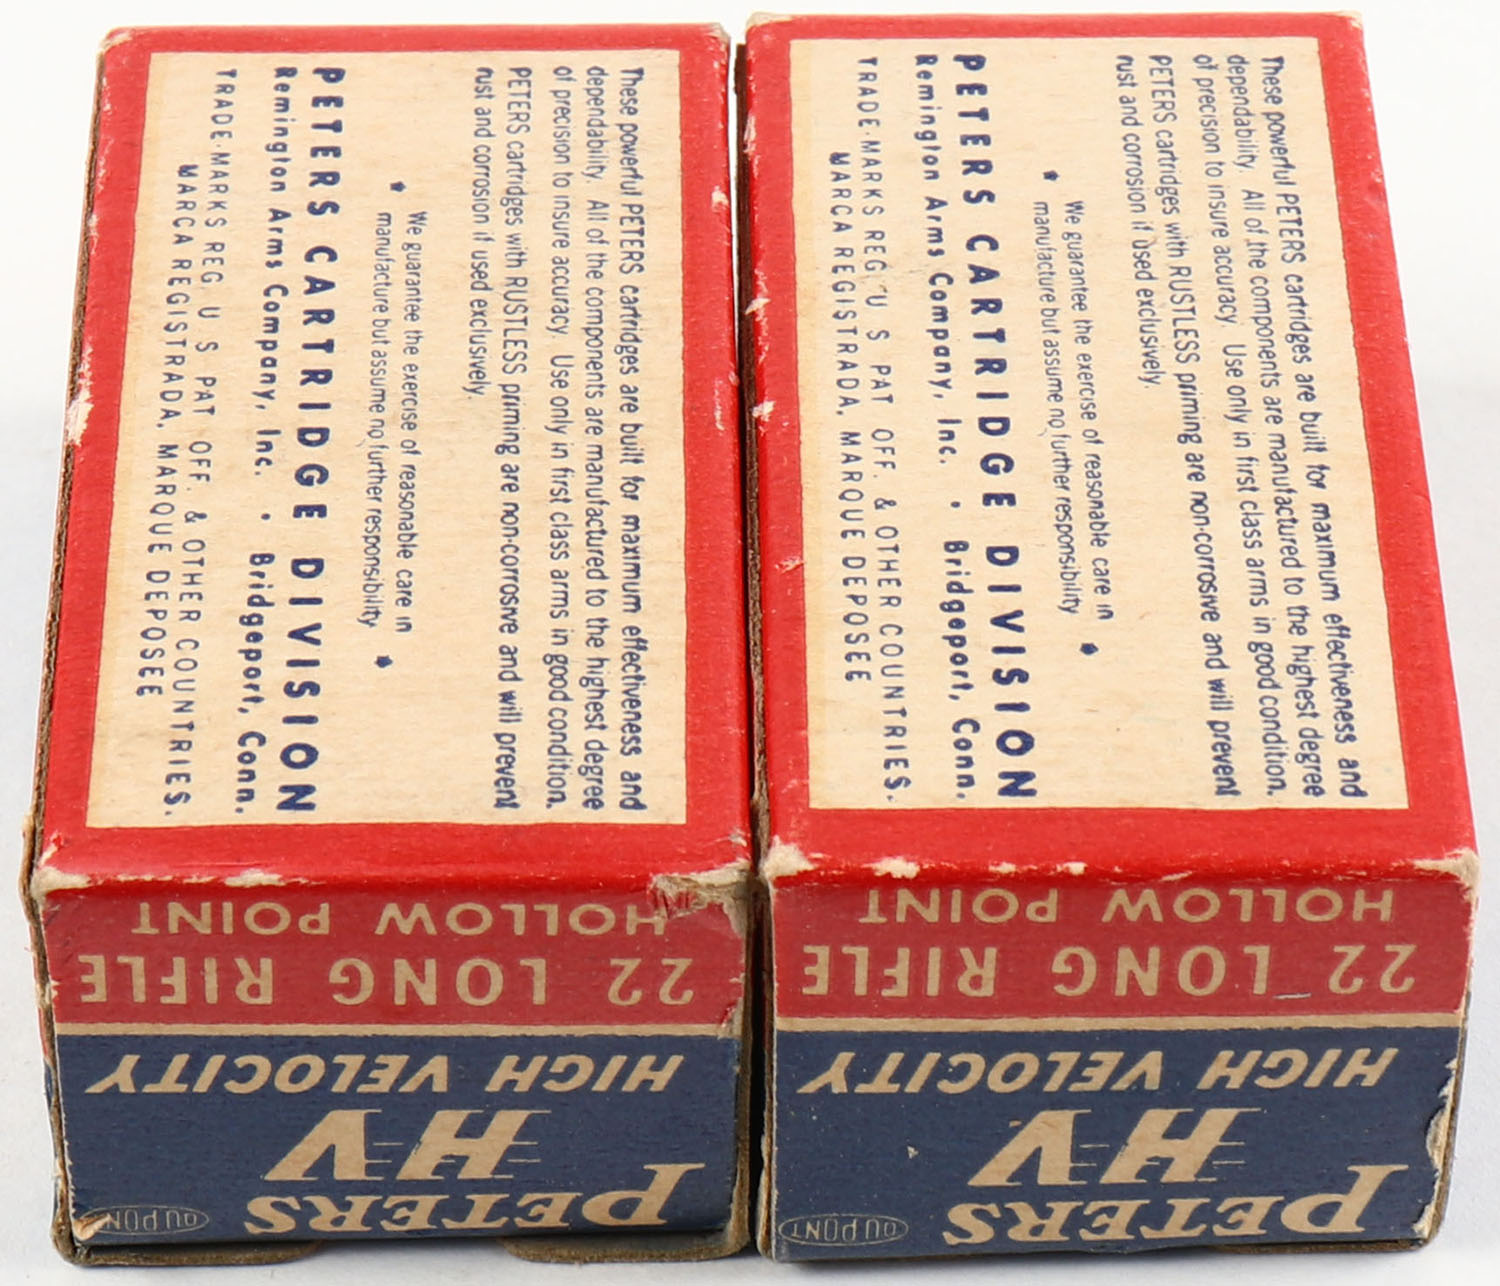 These powerful PETERS cartridges are built for maximum effectiveness and
dependability. All of the components are manufactured to the highest degree
of precision to insure accuracy. Use only in first class arms in good condition.
PETERS cartridges with RUSTLESS priming are non-corrosive and will prevent
rust and corrosion if used exclusively.
We guarantee the exercise of reasonable care in
manufacture but assume no further responsibility
PETERS CARTRIDGE DIVISION
Remington Arms Company, Inc. • Bridgeport, Conn.
TRADE-MARKS REG. U. S. PAT. OFF. & OTHER COUNTRIES.
MARCA REGISTRADA, MARQUE DEPOSEE
PETERS
DUPONT
HV
HIGH VELOCITY
22 LONG RIFLE
HOLLOW POINT
These powerful PETERS cartridges are built for maximum effectiveness and
dependability. All of the components are manufactured to the highest degree
of precision to insure accuracy. Use only in first class arms in good condition.
PETERS cartridges with RUSTLESS priming are non-corrosive and will prevent
rust and corrosion if used exclusively.
We guarantee the exercise of reasonable care in
manufacture but assume no further responsibility
PETERS CARTRIDGE DIVISION
Remington Arms Company, Inc. • Bridgeport, Conn.
TRADE-MARKS REG. U. S. PAT. OFF. & OTHER COUNTRIES.
MARCA REGISTRADA, MARQUE DEPOSEE
PETERS
DUPONT
HV
HIGH VELOCITY
22 LONG RIFLE
HOLLOW POINT